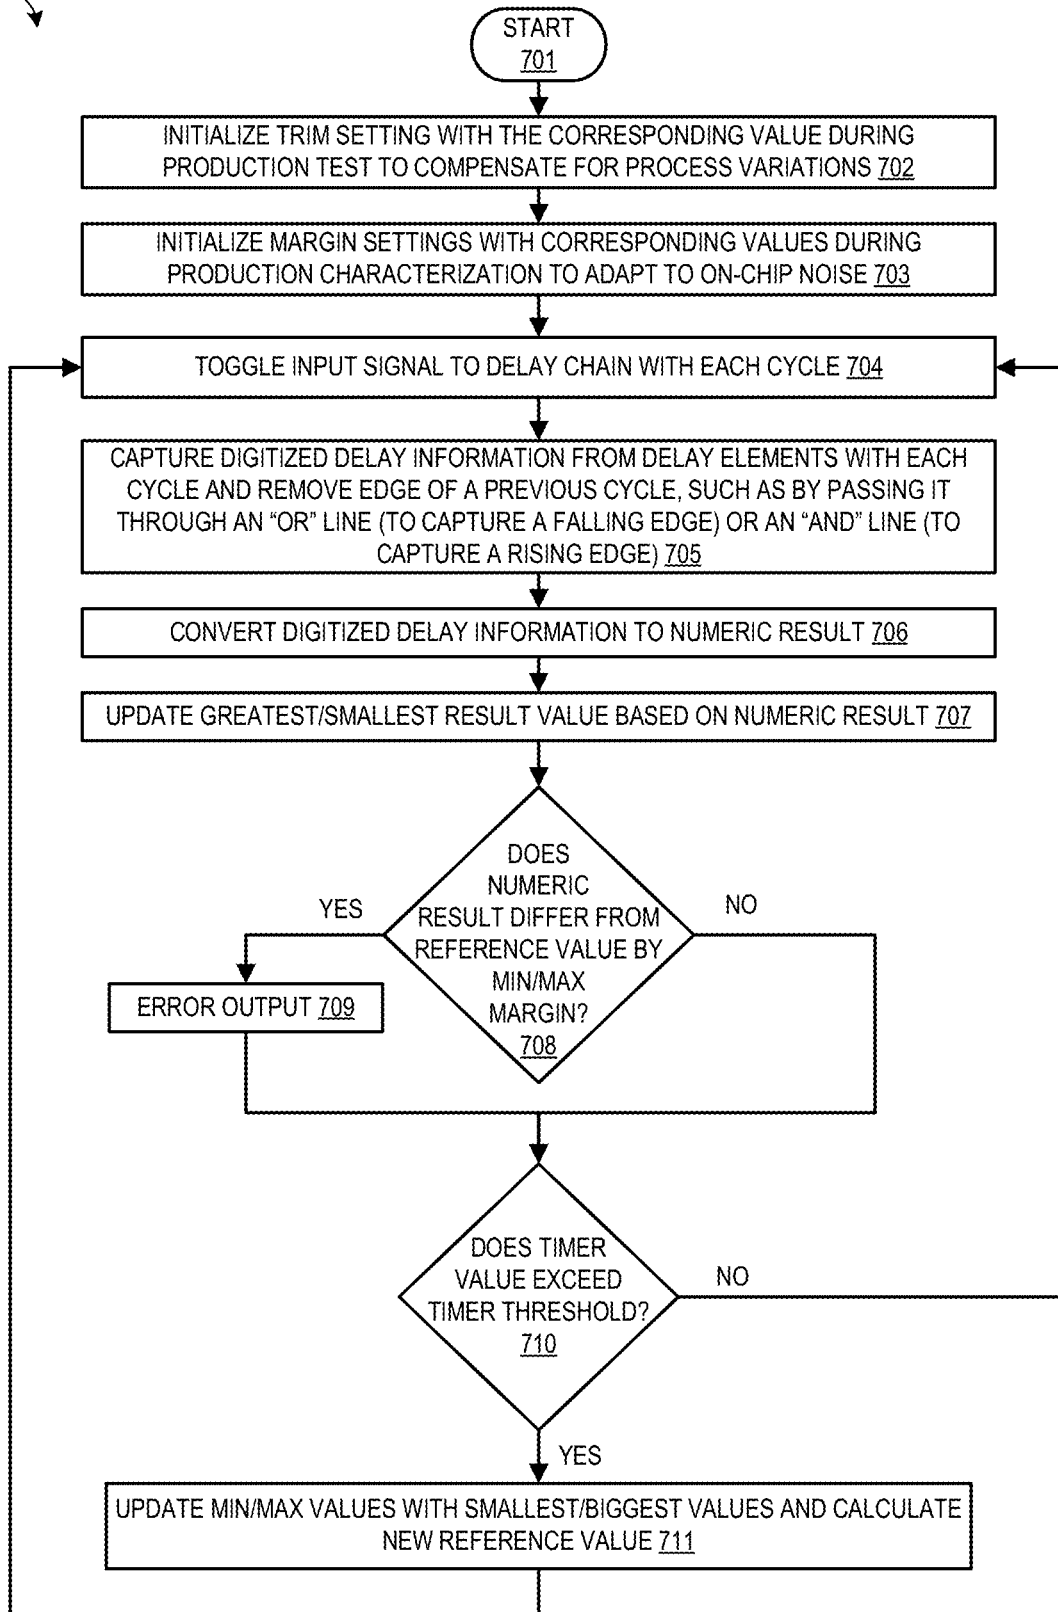 START
701
INITIALIZE TRIM SETTING WITH THE CORRESPONDING VALUE DURING
PRODUCTION TEST TO COMPENSATE FOR PROCESS VARIATIONS 702
INITIALIZE MARGIN SETTINGS WITH CORRESPONDING VALUES DURING
PRODUCTION CHARACTERIZATION TO ADAPT TO ON-CHIP NOISE 703
TOGGLE INPUT SIGNAL TO DELAY CHAIN WITH EACH CYCLE 704
CAPTURE DIGITIZED DELAY INFORMATION FROM DELAY ELEMENTS WITH EACH
CYCLE AND REMOVE EDGE OF A PREVIOUS CYCLE, SUCH AS BY PASSING IT
THROUGH AN “OR” LINE (TO CAPTURE A FALLING EDGE) OR AN “AND” LINE (TO
CAPTURE A RISING EDGE) 705
CONVERT DIGITIZED DELAY INFORMATION TO NUMERIC RESULT 706
UPDATE GREATEST/SMALLEST RESULT VALUE BASED ON NUMERIC RESULT 707
DOES
NUMERIC
RESULT DIFFER FROM
REFERENCE VALUE BY
MIN/MAX
MARGIN?
708
YES
NO
ERROR OUTPUT 709
DOES TIMER
VALUE EXCEED
TIMER THRESHOLD?
710
NO
YES
UPDATE MIN/MAX VALUES WITH SMALLEST/BIGGEST VALUES AND CALCULATE
NEW REFERENCE VALUE 711